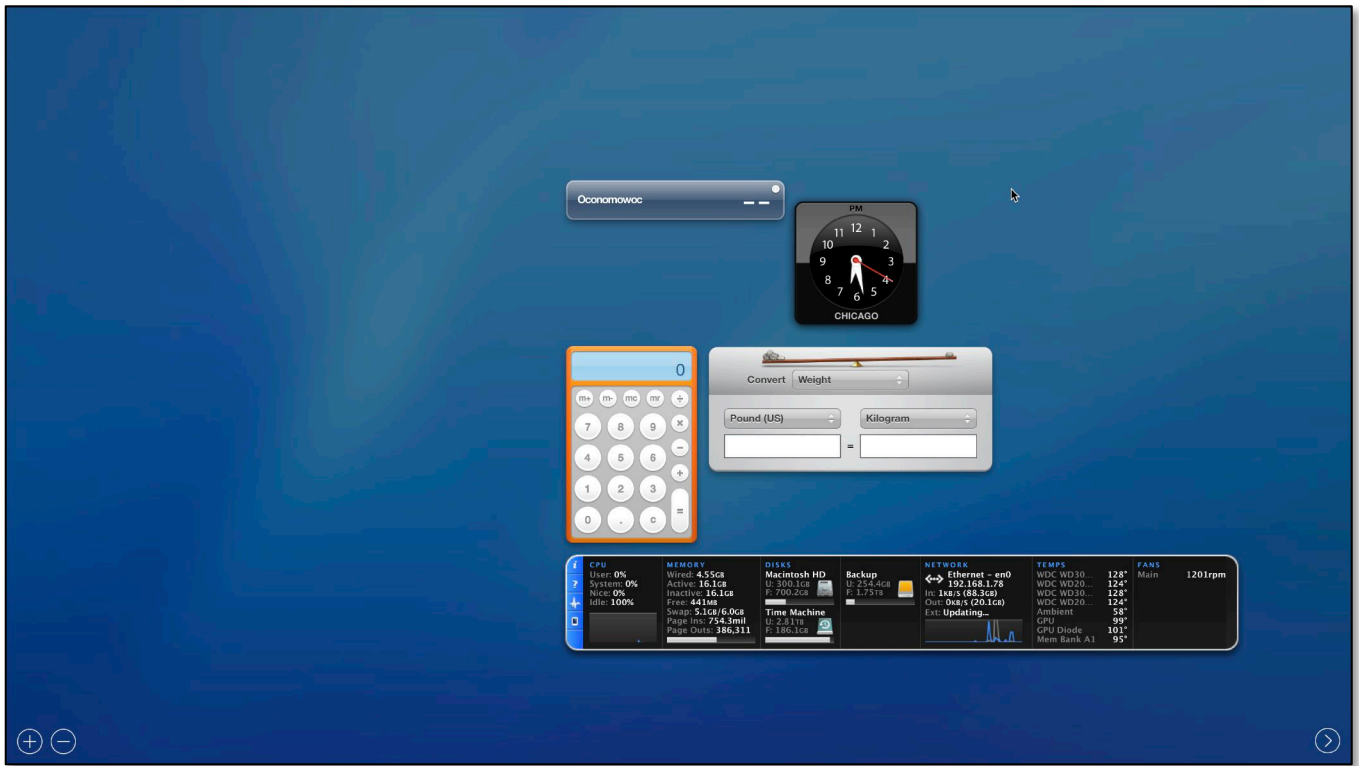 Oconomowoc — —
PM
11 12 1
10 2
9 3
8 4
7 6 5
CHICAGO
0
m+ m- mc mr ÷
7 8 9 ×
4 5 6 −
+
1 2 3
0 . c =
Convert Weight
Pound (US) Kilogram
=
i
?
CPU
User: 0%
System: 0%
Nice: 0%
Idle: 100%
MEMORY
Wired: 4.55GB
Active: 16.1GB
Inactive: 16.1GB
Free: 441MB
Swap: 5.1GB/6.0GB
Page Ins: 754.3mil
Page Outs: 386,311
DISKS
Macintosh HD
U: 300.1GB
F: 700.2GB
Time Machine
U: 2.81TB
F: 186.1GB
Backup
U: 254.4GB
F: 1.75TB
NETWORK
Ethernet – en0
192.168.1.78
In: 1KB/S (88.3GB)
Out: 0KB/S (20.1GB)
Ext: Updating...
TEMPS
WDC WD30... 128°
WDC WD20... 124°
WDC WD30... 128°
WDC WD20... 124°
Ambient 58°
GPU 99°
GPU Diode 101°
Mem Bank A1 95°
FANS
Main 1201rpm